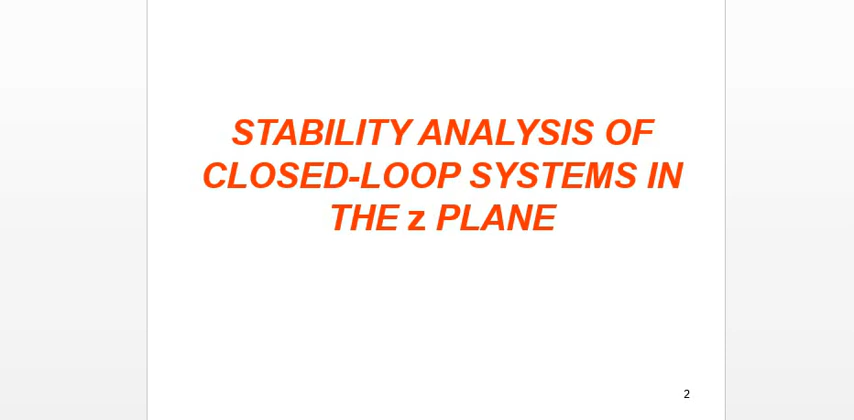 STABILITY ANALYSIS OF
CLOSED-LOOP SYSTEMS IN
THE z PLANE
2